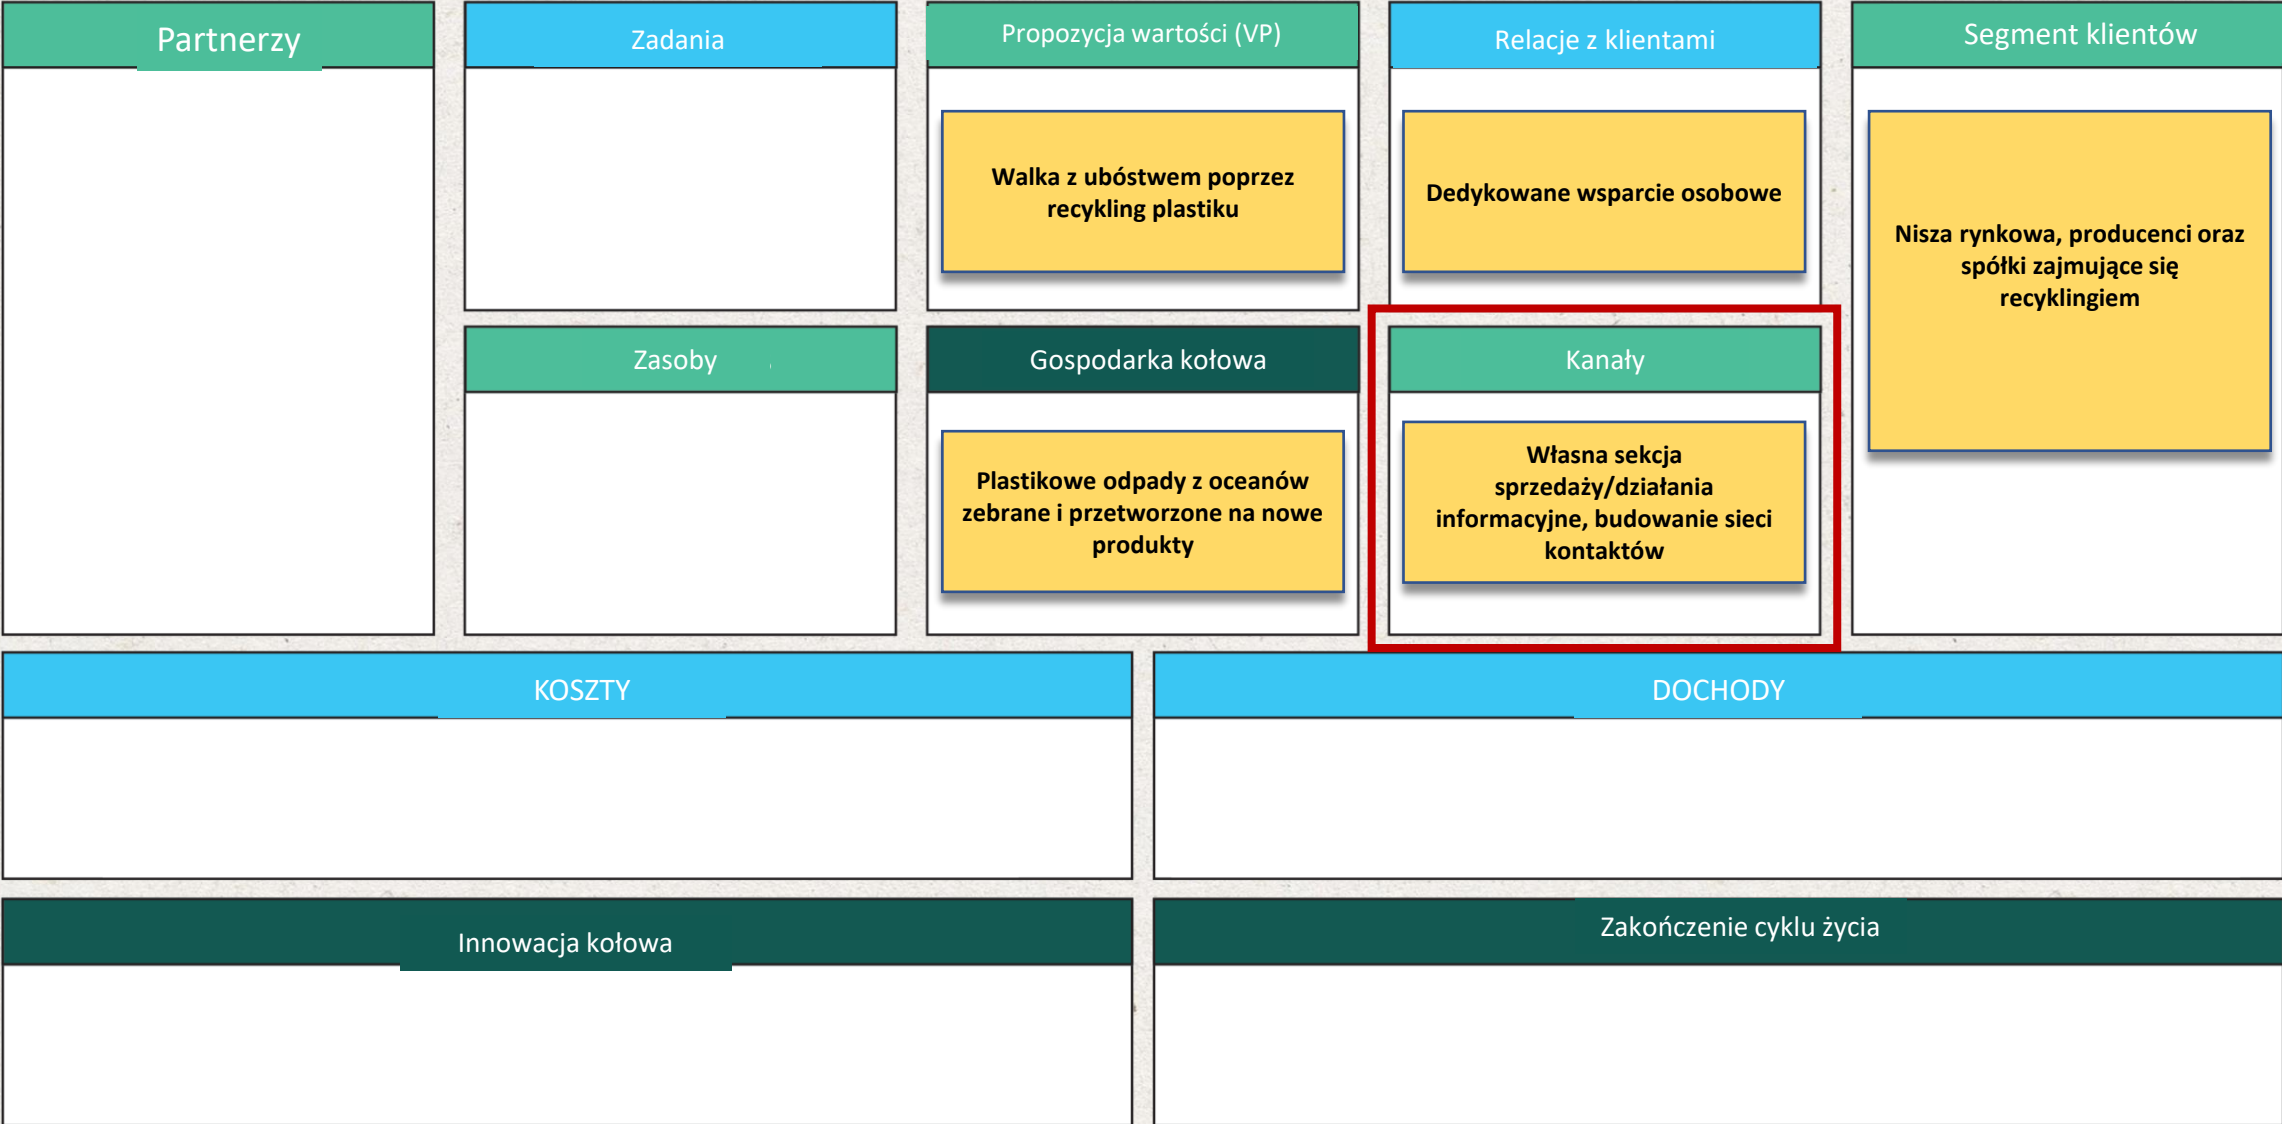 Partnerzy
Zadania
Propozycja wartości (VP)
Relacje z klientami
Segment klientów
Walka z ubóstwem poprzez
recykling plastiku
Dedykowane wsparcie osobowe
Nisza rynkowa, producenci oraz
spółki zajmujące się
recyklingiem
Zasoby
Gospodarka kołowa
Kanały
Plastikowe odpady z oceanów
zebrane i przetworzone na nowe
produkty
Własna sekcja
sprzedaży/działania
informacyjne, budowanie sieci
kontaktów
KOSZTY
DOCHODY
Innowacja kołowa
Zakończenie cyklu życia